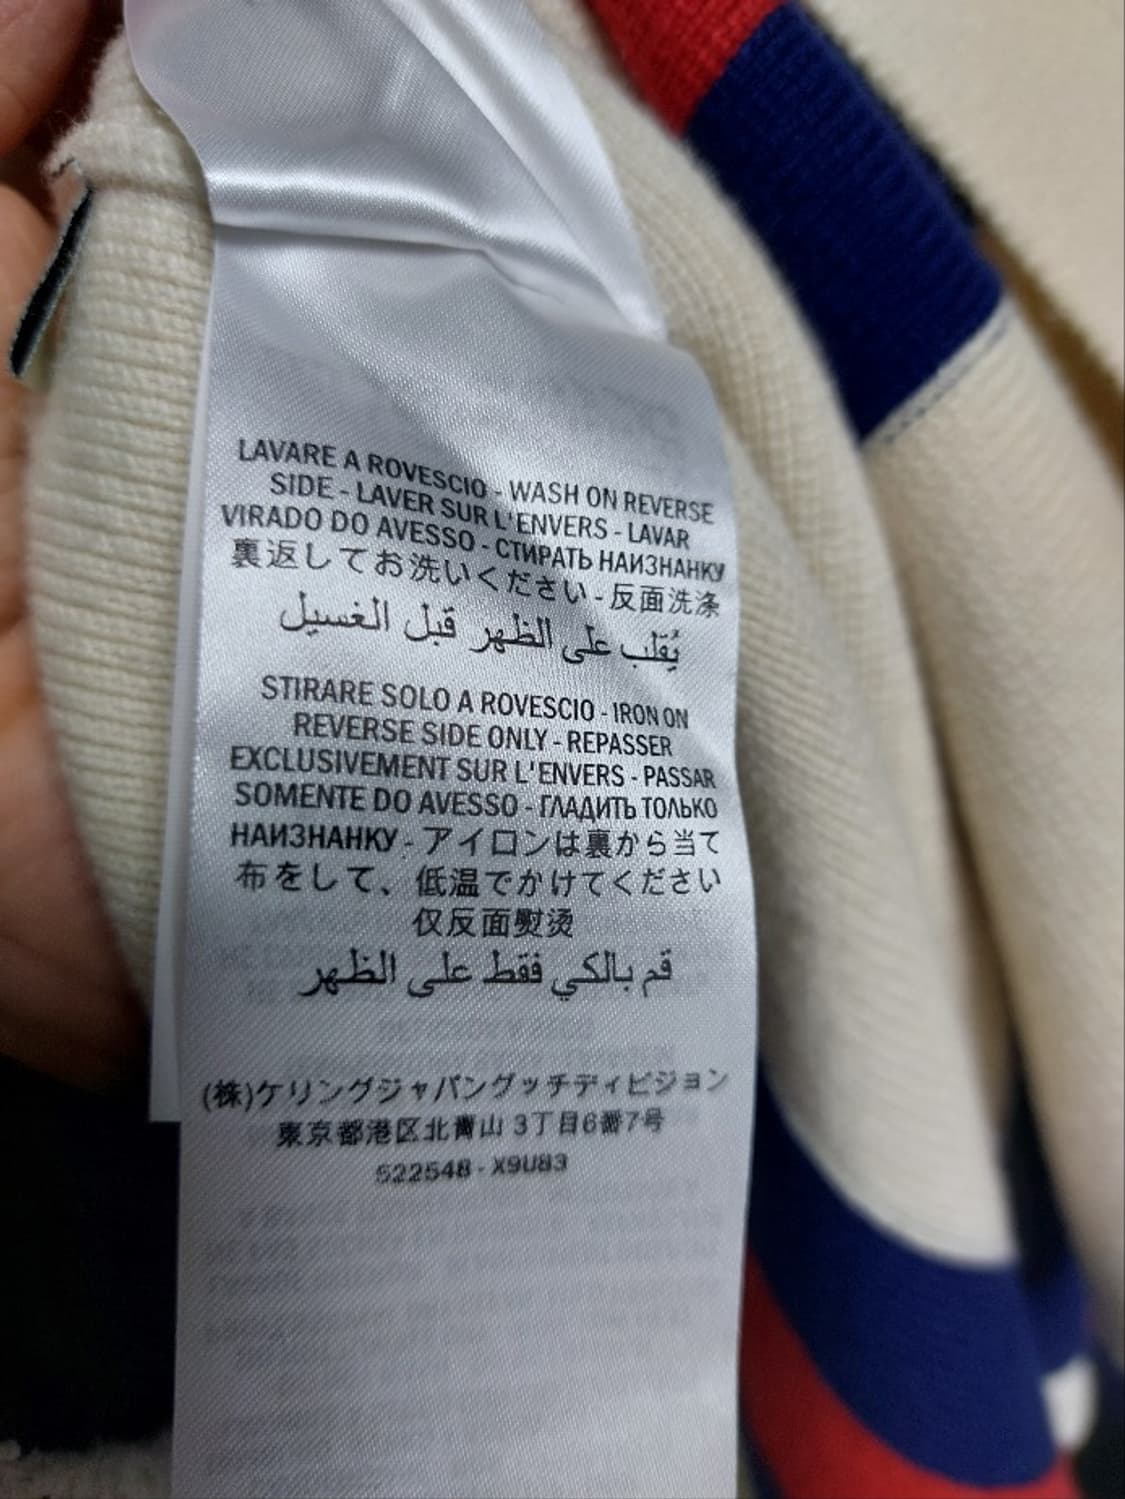 LAVARE A ROVESCIO - WASH ON REVERSE
SIDE - LAVER SUR L'ENVERS - LAVAR
VIRADO DO AVESSO - СТИРАТЬ НАИЗНАНКУ
裏返してお洗いください - 反面洗涤
يُقلب على الظهر قبل الغسيل
STIRARE SOLO A ROVESCIO - IRON ON
REVERSE SIDE ONLY - REPASSER
EXCLUSIVEMENT SUR L'ENVERS - PASSAR
SOMENTE DO AVESSO - ГЛАДИТЬ ТОЛЬКО
НАИЗНАНКУ - アイロンは裏から当て
布をして、低温でかけてください
仅反面熨烫
قم بالكي فقط على الظهر
(株)ケリングジャパングッチディビジョン
東京都港区北青山 3丁目6番7号
522548 - X9U83